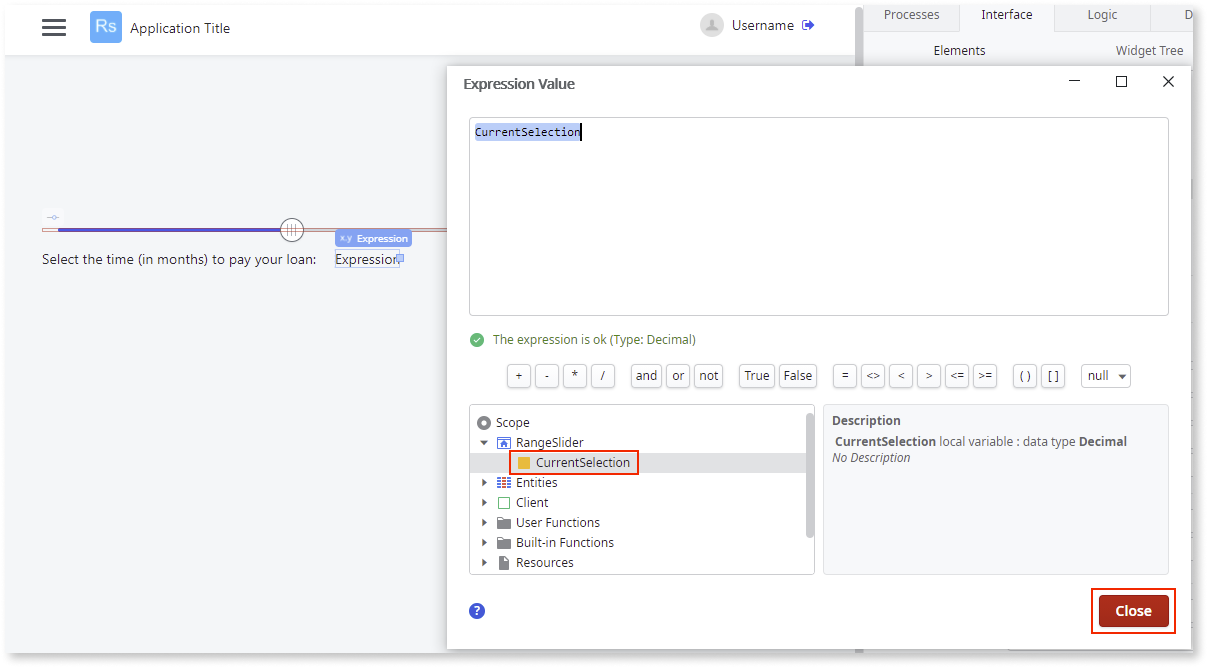 Rs Application Title
Username
Processes Interface Logic D
Elements Widget Tree
Expression Value
CurrentSelection
x.y Expression
Select the time (in months) to pay your loan: Expression
The expression is ok (Type: Decimal)
+ - * / and or not True False = <> < > <= >= ( ) [ ] null
Scope
RangeSlider
CurrentSelection
Entities
Client
User Functions
Built-in Functions
Resources
Description
CurrentSelection local variable : data type Decimal
No Description
?
Close